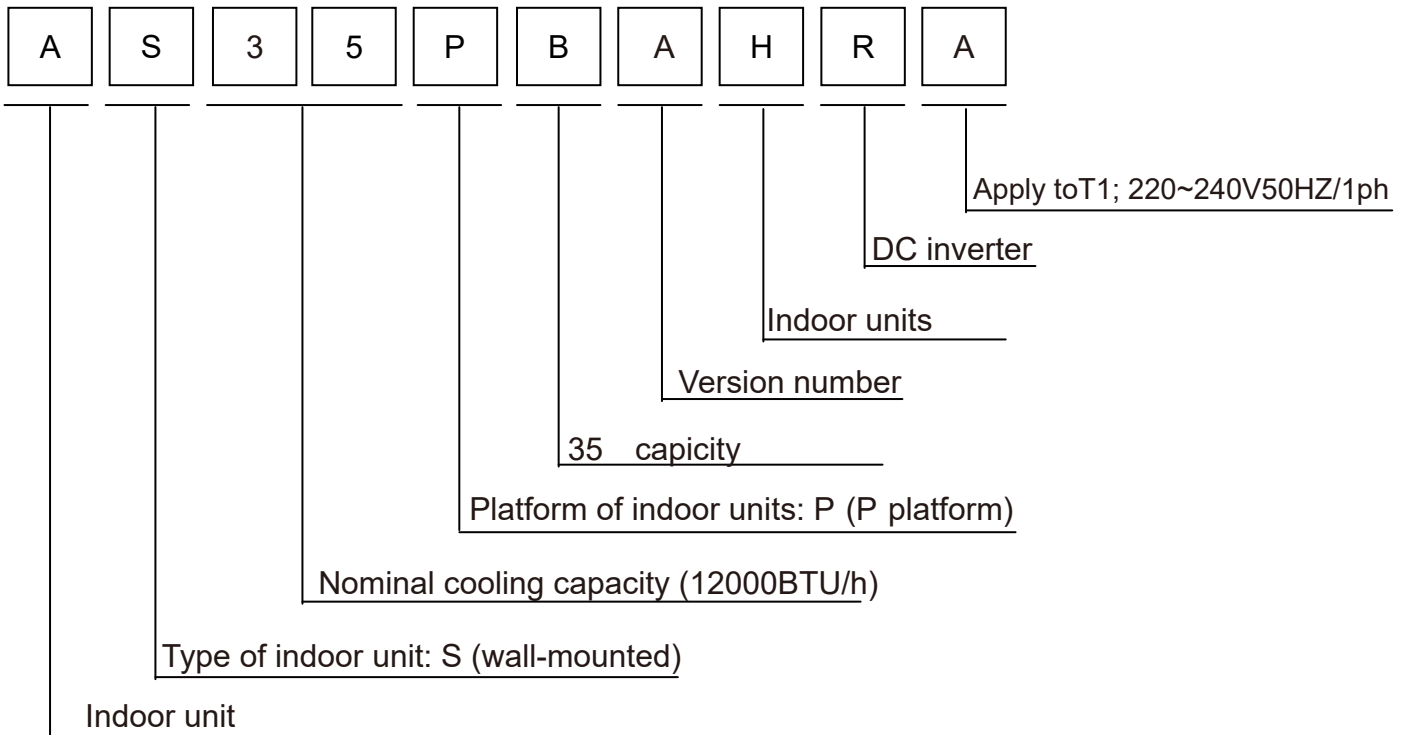 A S 3 5 P B A H R A
Apply toT1; 220~240V50HZ/1ph
DC inverter
Indoor units
Version number
35 capicity
Platform of indoor units: P (P platform)
Nominal cooling capacity (12000BTU/h)
Type of indoor unit: S (wall-mounted)
Indoor unit